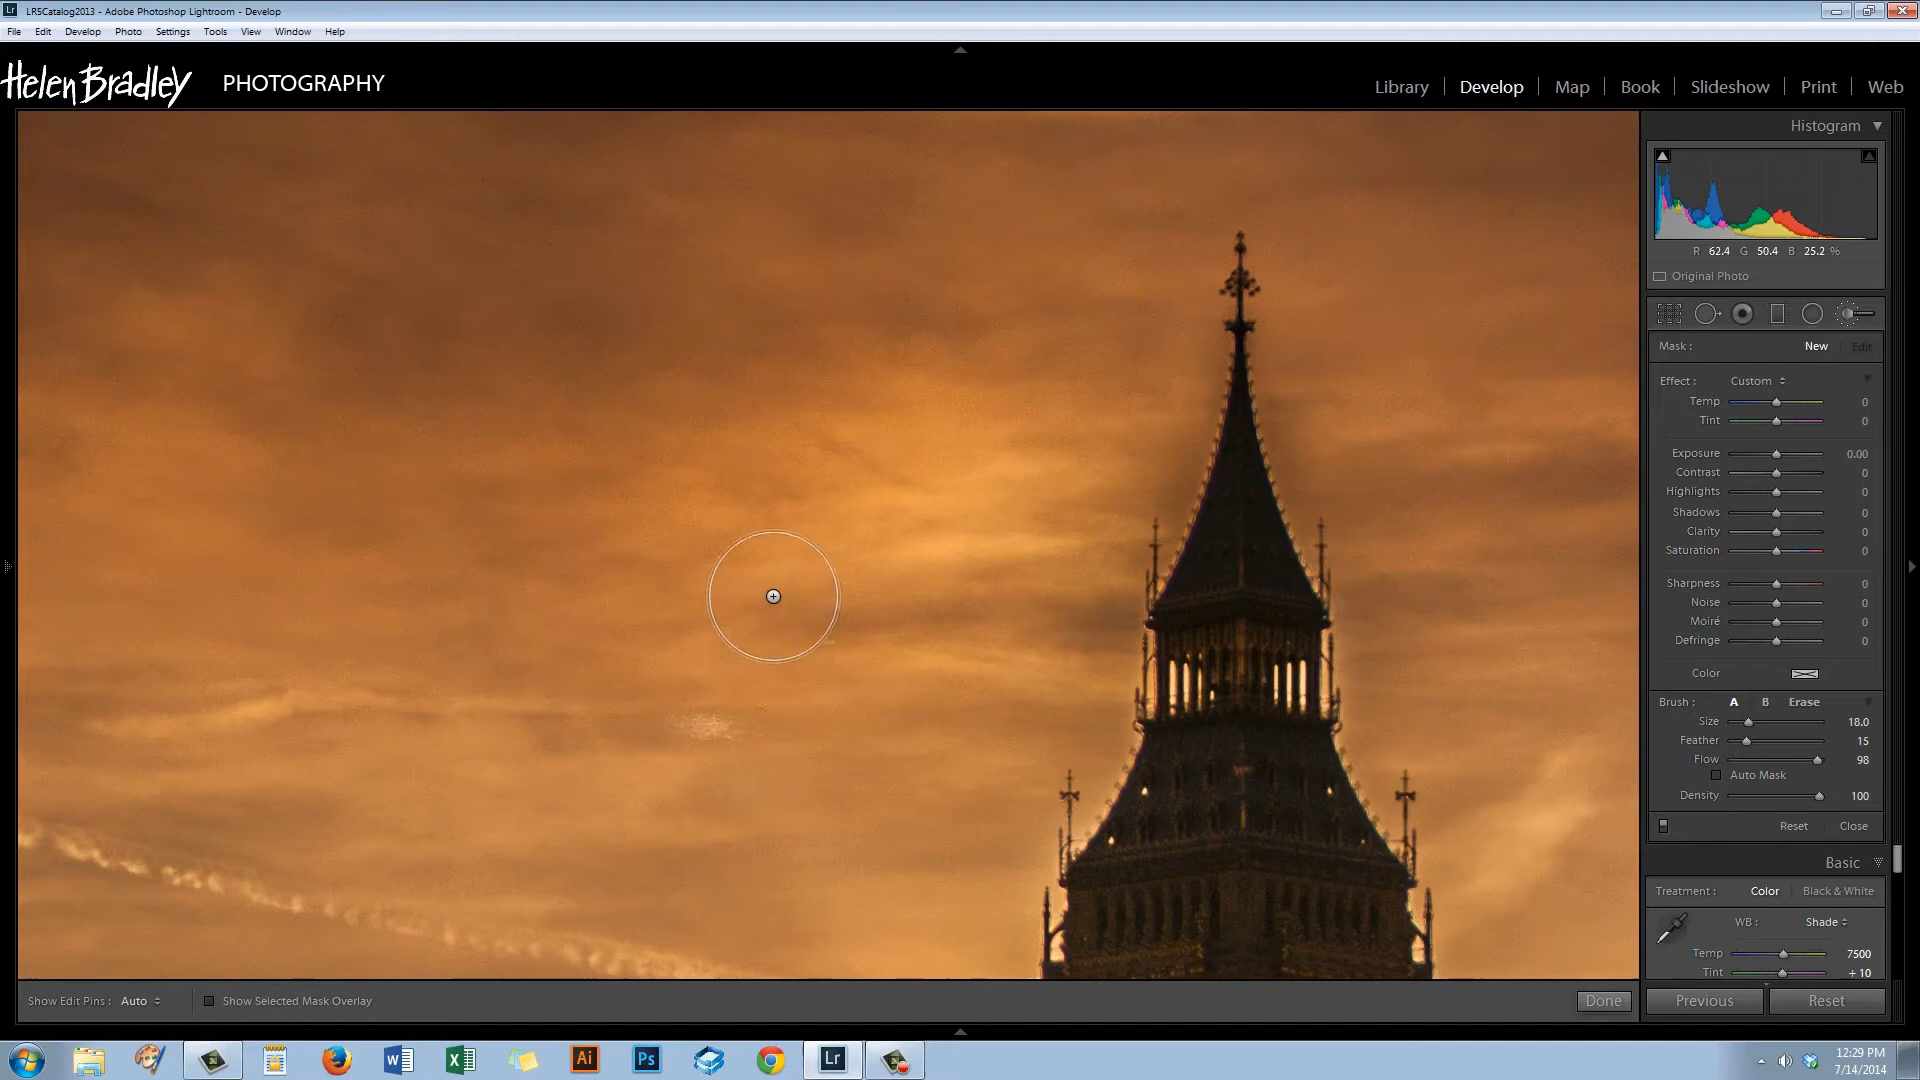 LR5Catalog2013 - Adobe Photoshop Lightroom - Develop
File Edit Develop Photo Settings Tools View Window Help
Helen Bradley PHOTOGRAPHY
Library Develop Map Book Slideshow Print Web
Histogram
R 62.4 G 50.4 B 25.2 %
Original Photo
Mask : New Edit
Effect : Custom
Temp 0
Tint 0
Exposure 0.00
Contrast 0
Highlights 0
Shadows 0
Clarity 0
Saturation 0
Sharpness 0
Noise 0
Moiré 0
Defringe 0
Color
Brush : A B Erase
Size 18.0
Feather 15
Flow 98
Auto Mask
Density 100
Reset Close
Basic
Treatment : Color Black & White
WB : Shade
Temp 7500
Tint + 10
Show Edit Pins : Auto Show Selected Mask Overlay Done Previous Reset
W X Ai Ps Lr
12:29 PM
7/14/2014